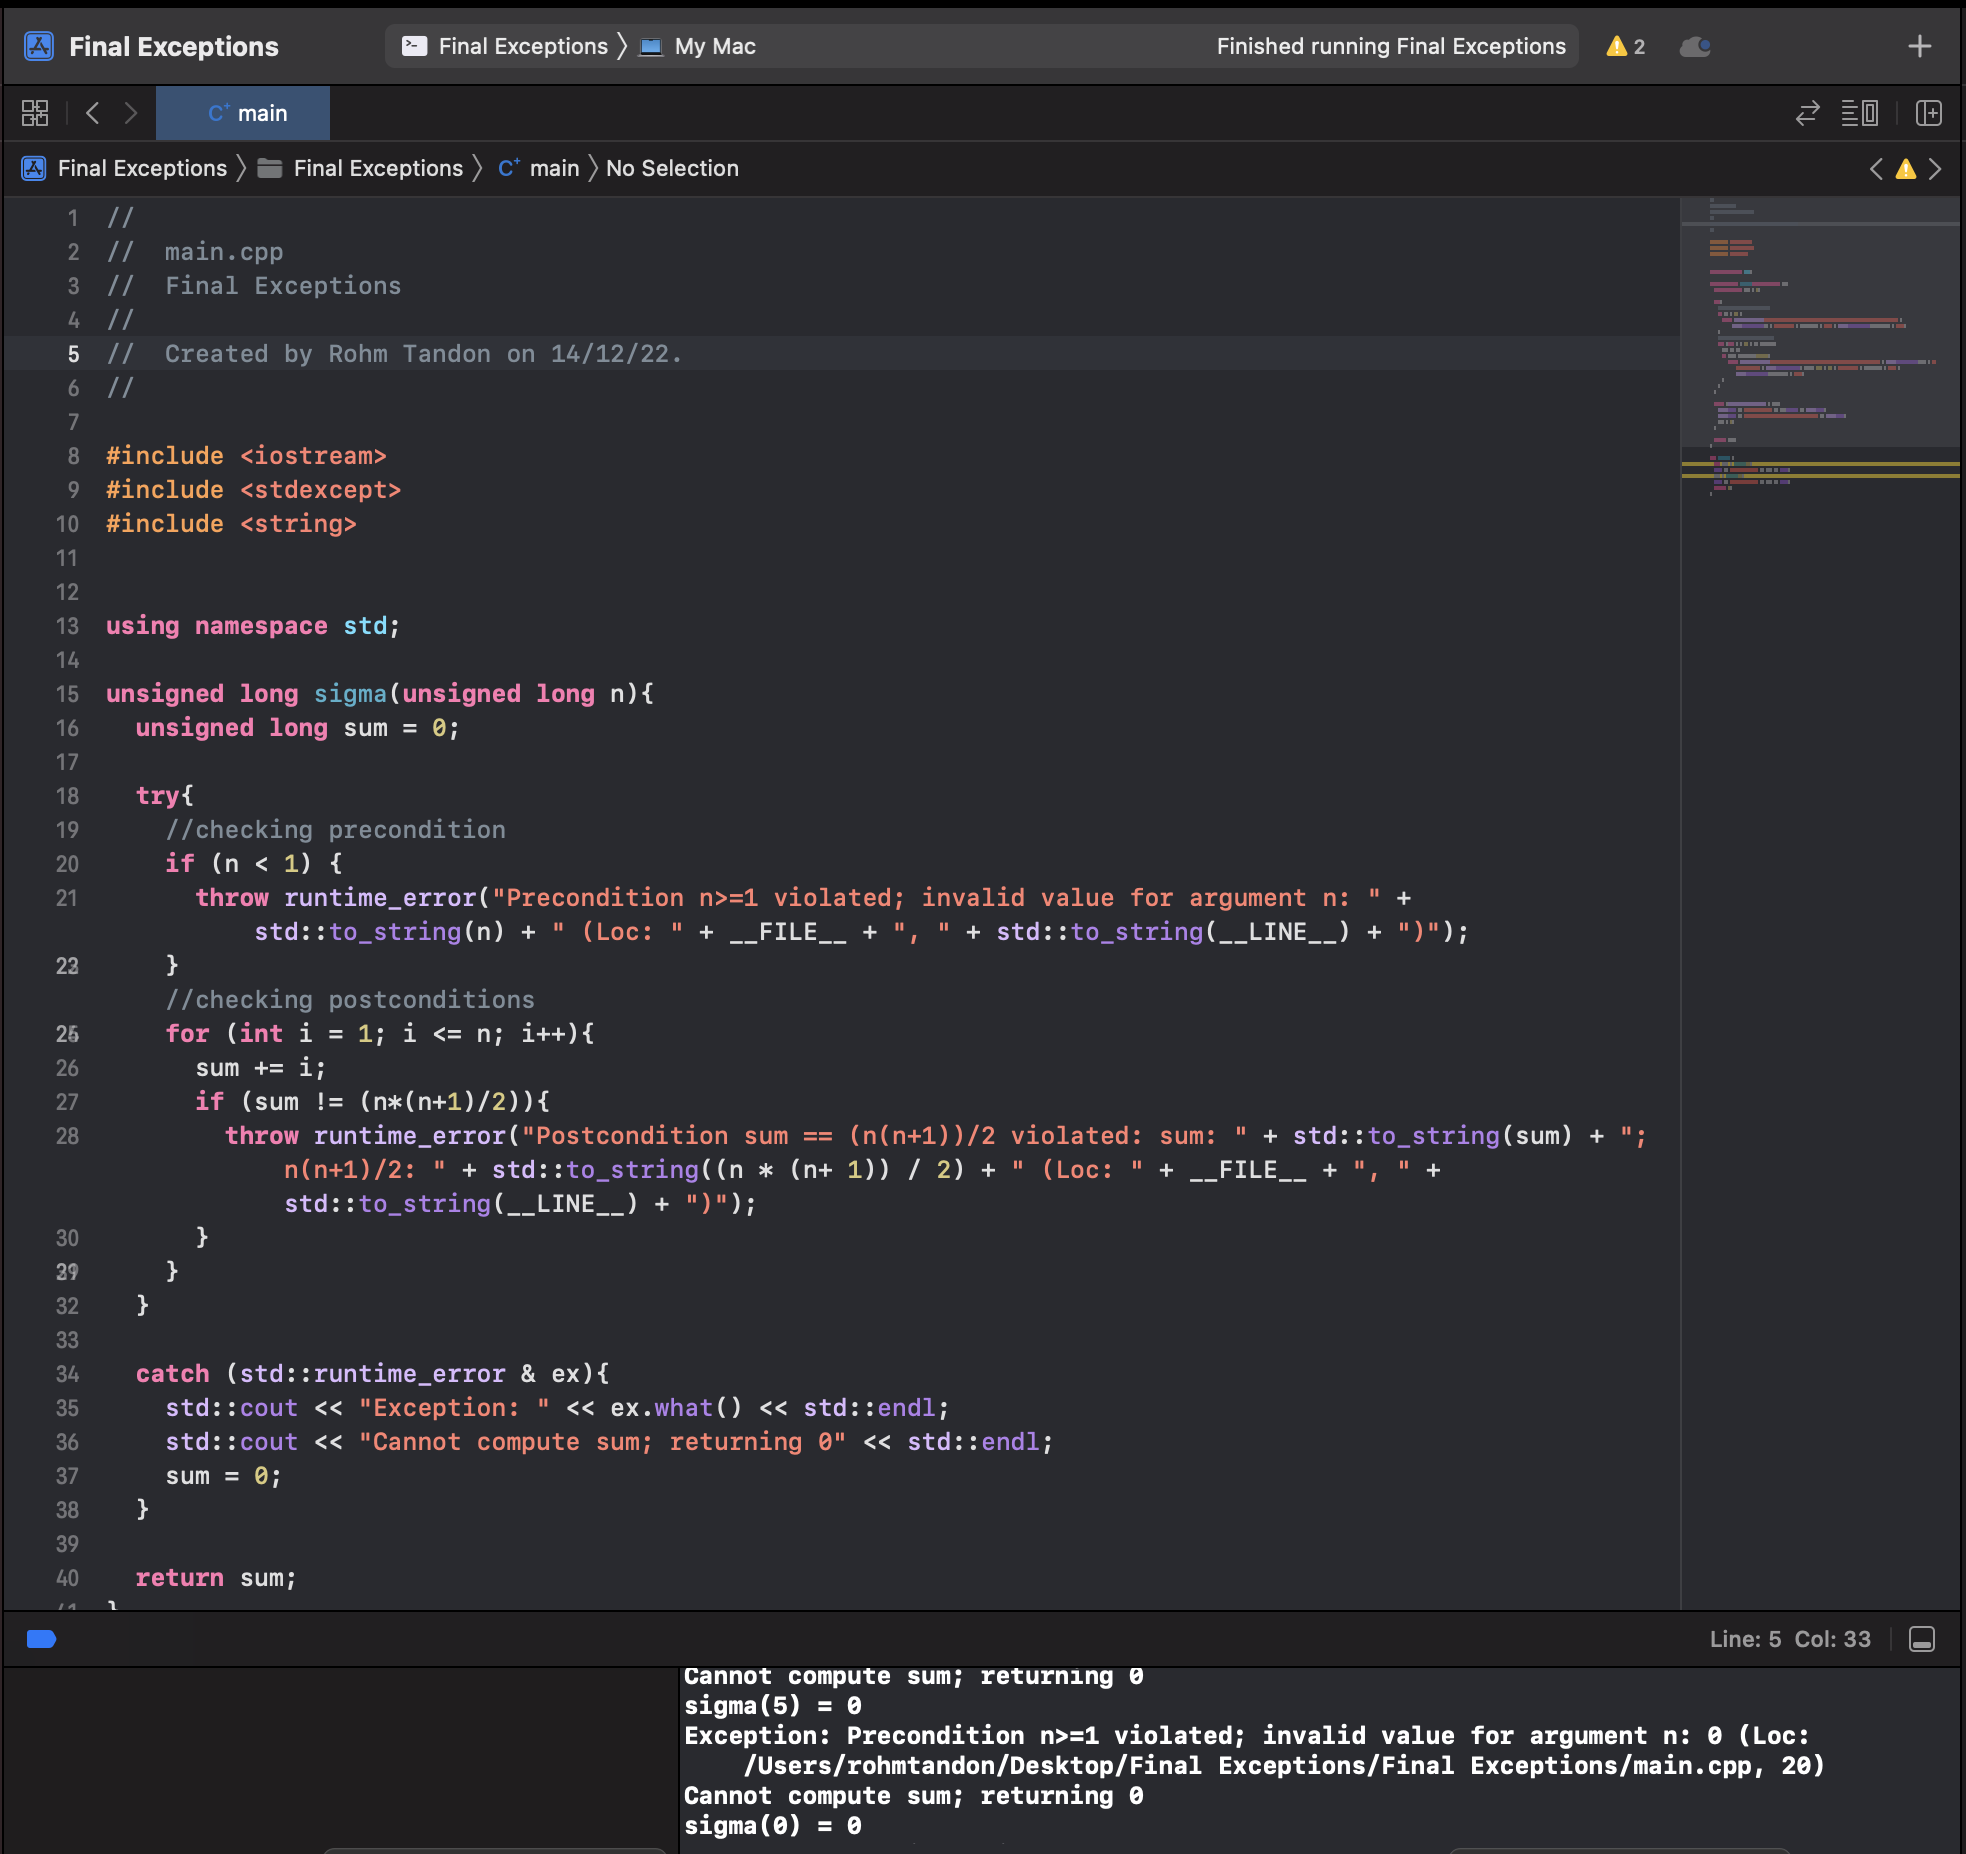 Final Exceptions
Final Exceptions 〉 My Mac
Finished running Final Exceptions
2
C+ main
Final Exceptions 〉 Final Exceptions 〉 C+ main 〉 No Selection
1 //
2 //  main.cpp
3 //  Final Exceptions
4 //
5 //  Created by Rohm Tandon on 14/12/22.
6 //
7
8 #include <iostream>
9 #include <stdexcept>
10 #include <string>
11
12
13 using namespace std;
14
15 unsigned long sigma(unsigned long n){
16   unsigned long sum = 0;
17
18   try{
19     //checking precondition
20     if (n < 1) {
21       throw runtime_error("Precondition n>=1 violated; invalid value for argument n: " +
std::to_string(n) + " (Loc: " + __FILE__ + ", " + std::to_string(__LINE__) + ")");
    }
    //checking postconditions
    for (int i = 1; i <= n; i++){
26       sum += i;
27       if (sum != (n*(n+1)/2)){
28         throw runtime_error("Postcondition sum == (n(n+1))/2 violated: sum: " + std::to_string(sum) + ";
n(n+1)/2: " + std::to_string((n * (n+ 1)) / 2) + " (Loc: " + __FILE__ + ", " +
std::to_string(__LINE__) + ")");
30       }
    }
32   }
33
34   catch (std::runtime_error & ex){
35     std::cout << "Exception: " << ex.what() << std::endl;
36     std::cout << "Cannot compute sum; returning 0" << std::endl;
37     sum = 0;
38   }
39
40   return sum;
Line: 5  Col: 33
Cannot compute sum; returning 0
sigma(5) = 0
Exception: Precondition n>=1 violated; invalid value for argument n: 0 (Loc:
/Users/rohmtandon/Desktop/Final Exceptions/Final Exceptions/main.cpp, 20)
Cannot compute sum; returning 0
sigma(0) = 0